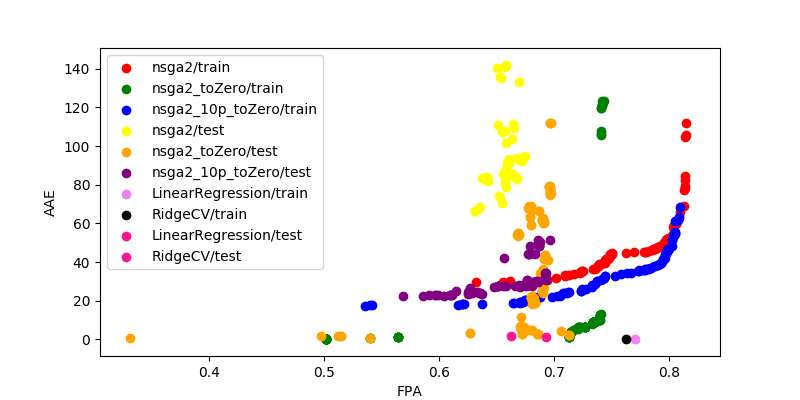 140
120
100
80
60
40
20
0
AAE
nsga2/train
nsga2_toZero/train
nsga2_10p_toZero/train
nsga2/test
nsga2_toZero/test
nsga2_10p_toZero/test
LinearRegression/train
RidgeCV/train
LinearRegression/test
RidgeCV/test
0.4 0.5 0.6 0.7 0.8
FPA